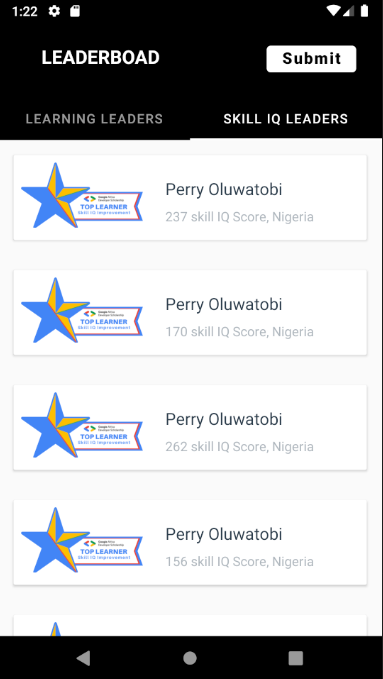 1:22
LEADERBOAD
Submit
LEARNING LEADERS
SKILL IQ LEADERS
Perry Oluwatobi
237 skill IQ Score, Nigeria
TOP LEARNER
Skill IQ Improvement
Perry Oluwatobi
170 skill IQ Score, Nigeria
TOP LEARNER
Skill IQ Improvement
Perry Oluwatobi
262 skill IQ Score, Nigeria
TOP LEARNER
Skill IQ Improvement
Perry Oluwatobi
156 skill IQ Score, Nigeria
TOP LEARNER
Skill IQ Improvement